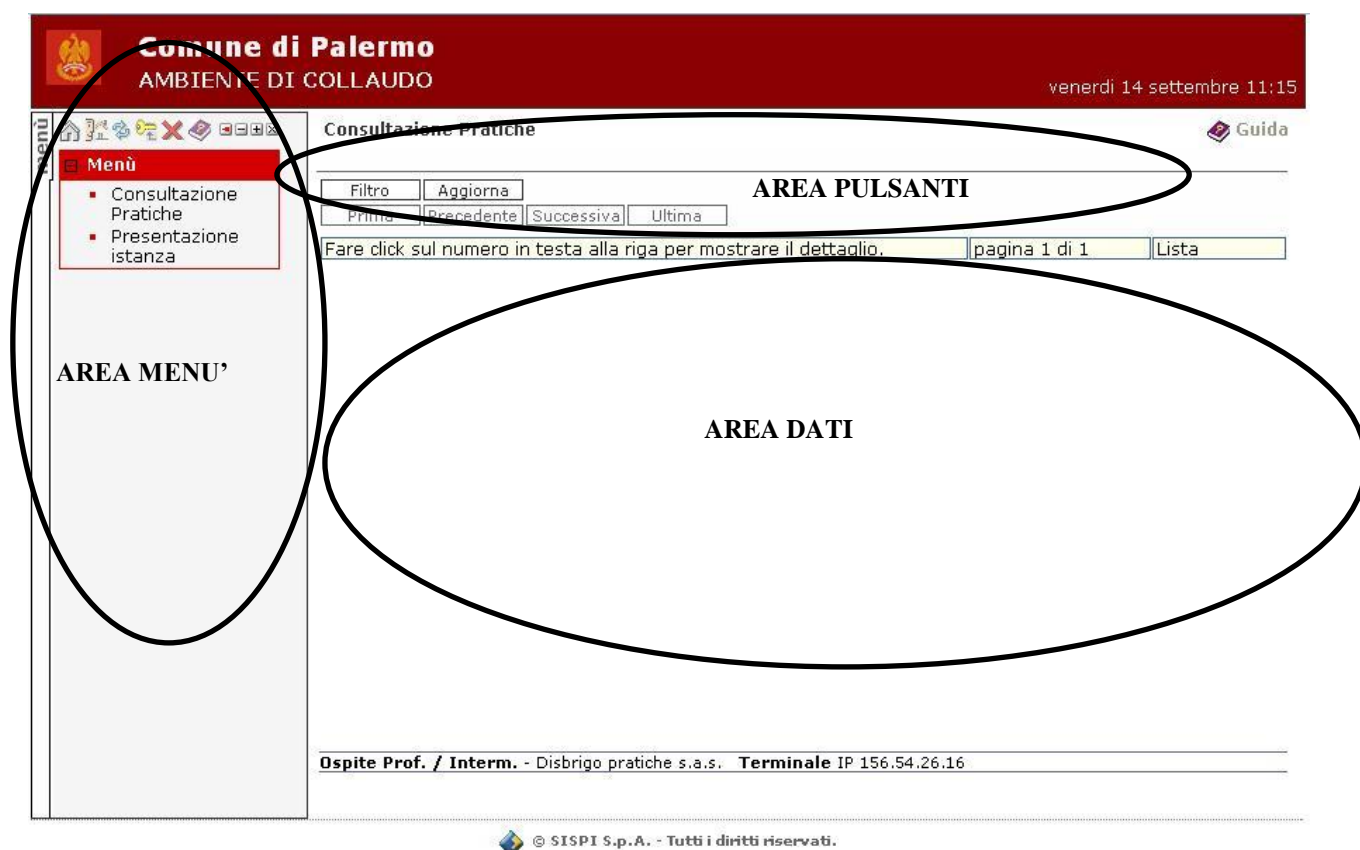 Comune di Palermo
AMBIENTE DI COLLAUDO
venerdi 14 settembre 11:15
menù
Consultazione Pratiche
Guida
Menù
Consultazione
Pratiche
Presentazione
istanza
Filtro Aggiorna
AREA PULSANTI
Prima Precedente Successiva Ultima
Fare click sul numero in testa alla riga per mostrare il dettaglio. pagina 1 di 1 Lista
AREA MENU’
AREA DATI
Ospite Prof. / Interm. - Disbrigo pratiche s.a.s. Terminale IP 156.54.26.16
© SISPI S.p.A. - Tutti i diritti riservati.